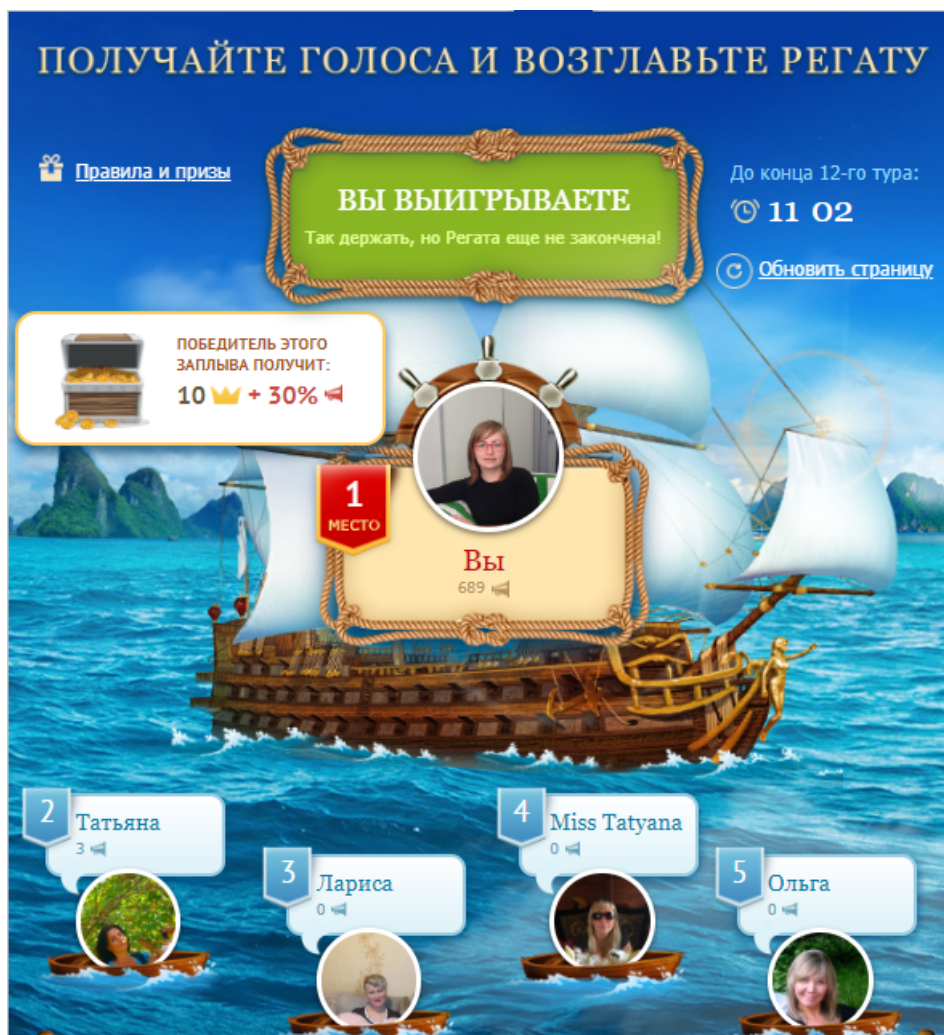 ПОЛУЧАЙТЕ ГОЛОСА И ВОЗГЛАВЬТЕ РЕГАТУ
Правила и призы
ВЫ ВЫИГРЫВАЕТЕ
Так держать, но Регата еще не закончена!
До конца 12-го тура:
11 02
Обновить страницу
ПОБЕДИТЕЛЬ ЭТОГО
ЗАПЛЫВА ПОЛУЧИТ:
10 + 30%
1
МЕСТО
Вы
689
2
Татьяна
3
3
Лариса
0
4
Miss Tatyana
0
5
Ольга
0